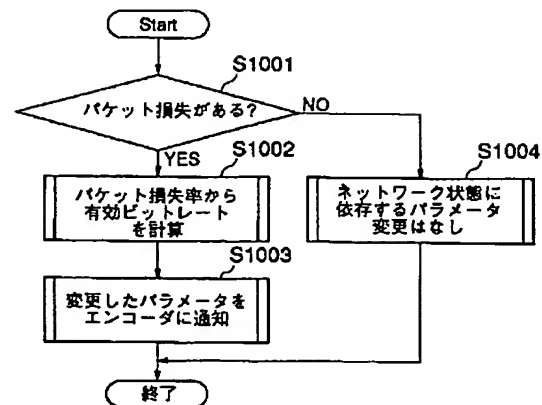 Start
S1001
パケット損失がある?
NO
YES
S1002
パケット損失率から
有効ビットレート
を計算
S1004
ネットワーク状態に
依存するパラメータ
変更はなし
S1003
変更したパラメータを
エンコーダに通知
終了